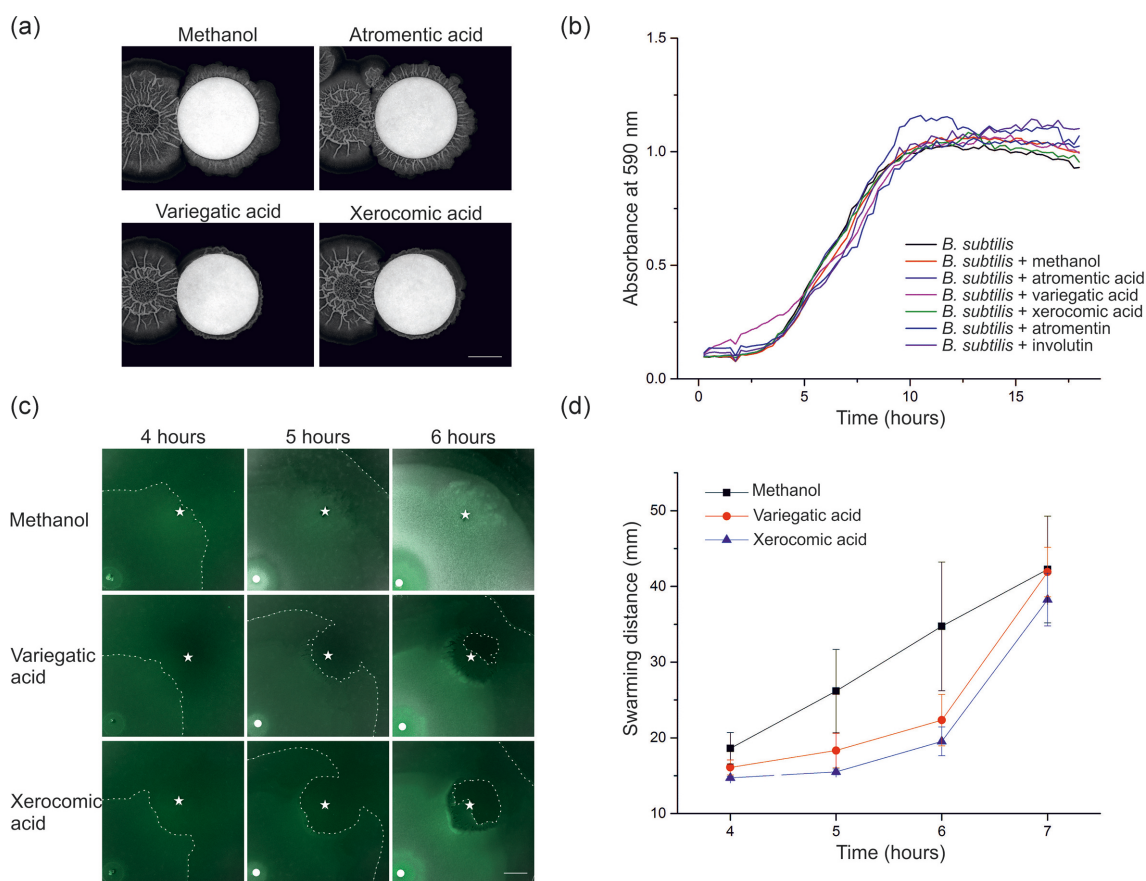 (a)
Methanol
Atromentic acid
Variegatic acid
Xerocomic acid
(b)
1.5
1.0
0.5
0.0
Absorbance at 590 nm
B. subtilis
B. subtilis + methanol
B. subtilis + atromentic acid
B. subtilis + variegatic acid
B. subtilis + xerocomic acid
B. subtilis + atromentin
B. subtilis + involutin
0
5
10
15
Time (hours)
(c)
4 hours
5 hours
6 hours
Methanol
Variegatic
acid
Xerocomic
acid
(d)
50
40
30
20
10
Swarming distance (mm)
Methanol
Variegatic acid
Xerocomic acid
4
5
6
7
Time (hours)